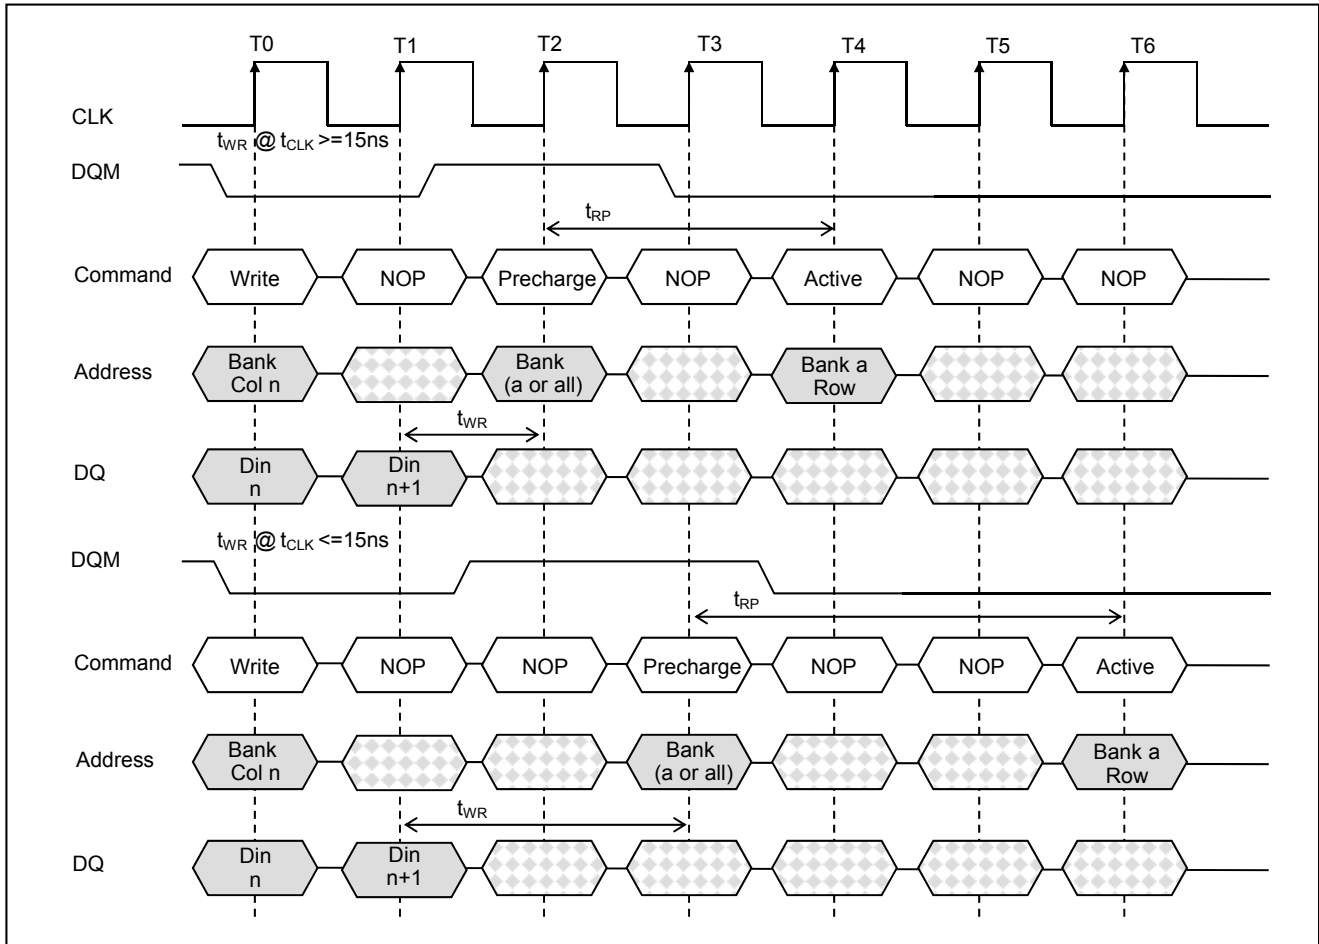 T0 T1 T2 T3 T4 T5 T6
CLK
tWR @ tCLK >=15ns
DQM
tRP
Command Write NOP Precharge NOP Active NOP NOP
Address Bank Col n Bank (a or all) Bank a Row
tWR
DQ Din n Din n+1
tWR @ tCLK <=15ns
DQM
tRP
Command Write NOP NOP Precharge NOP NOP Active
Address Bank Col n Bank (a or all) Bank a Row
tWR
DQ Din n Din n+1